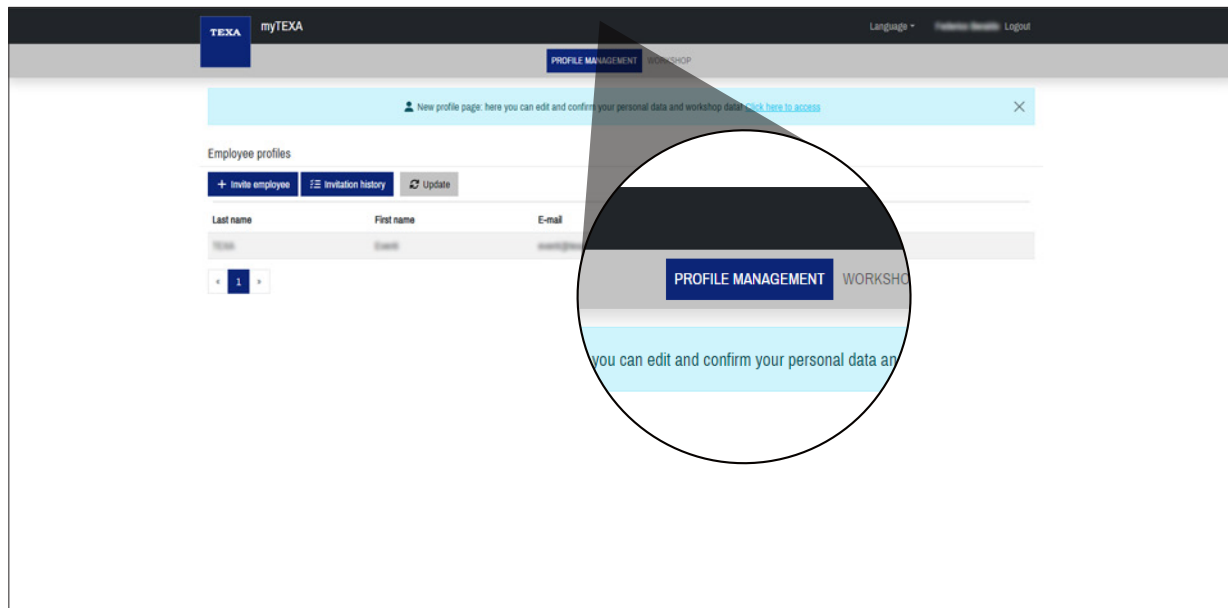 TEXA
myTEXA
Language
Logout
PROFILE MANAGEMENT WORKSHOP
New profile page: here you can edit and confirm your personal data and workshop data! Click here to access
Employee profiles
+ Invite employee Invitation history Update
Last name First name E-mail
TEXA Eventi
« 1 »
PROFILE MANAGEMENT WORKSHO
you can edit and confirm your personal data an